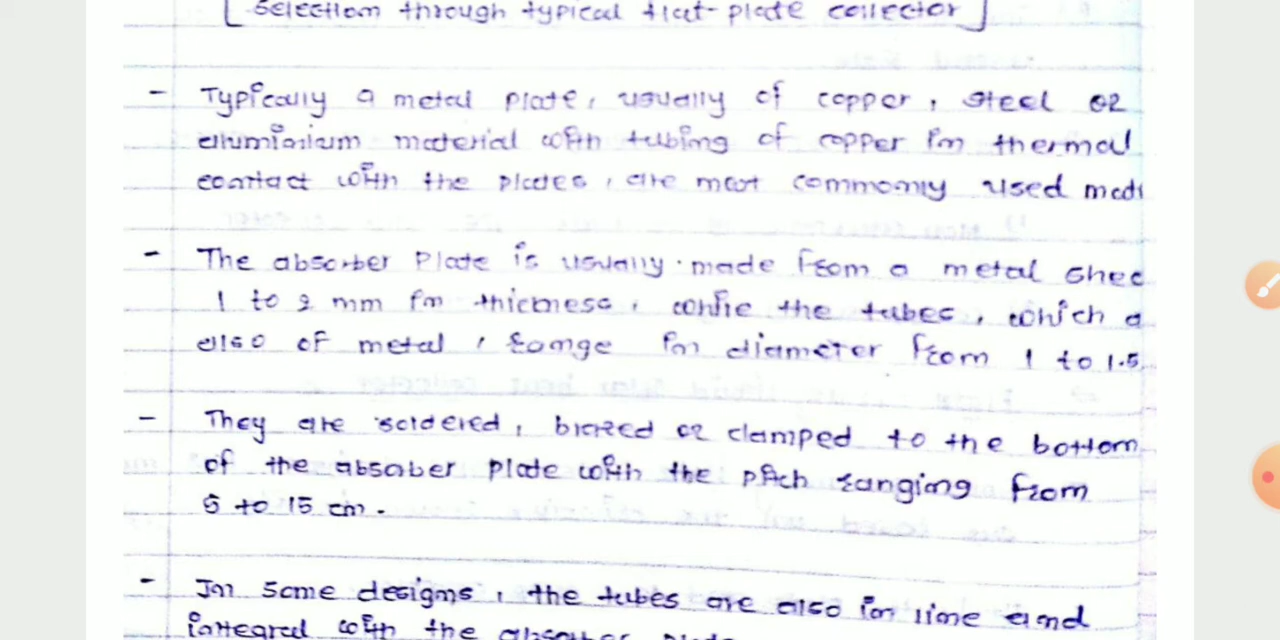 [ Selection through typical flat-plate collector ]
- Typically a metal plate, usually of copper, steel or
aluminium material with tubing of copper in thermal
contact with the plates, are most commonly used
- The absorber plate is usually made from a metal shee
1 to 2 mm in thickness, while the tubes, which a
also of metal, range in diameter from 1 to 1.5
- They are soldered, brazed or clamped to the bottom
of the absober plate with the pitch ranging from
5 to 15 cm.
- In some designs, the tubes are also in line and
integral with the absorber plate